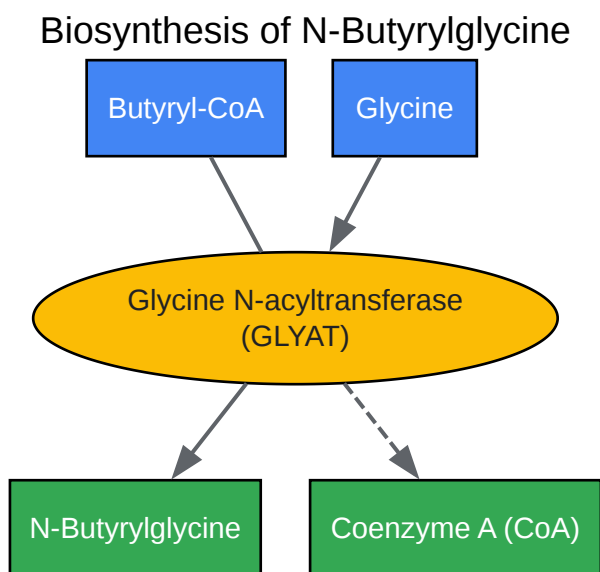 Biosynthesis of N-Butyrylglycine
Butyryl-CoA
Glycine
Glycine N-acyltransferase
(GLYAT)
N-Butyrylglycine
Coenzyme A (CoA)